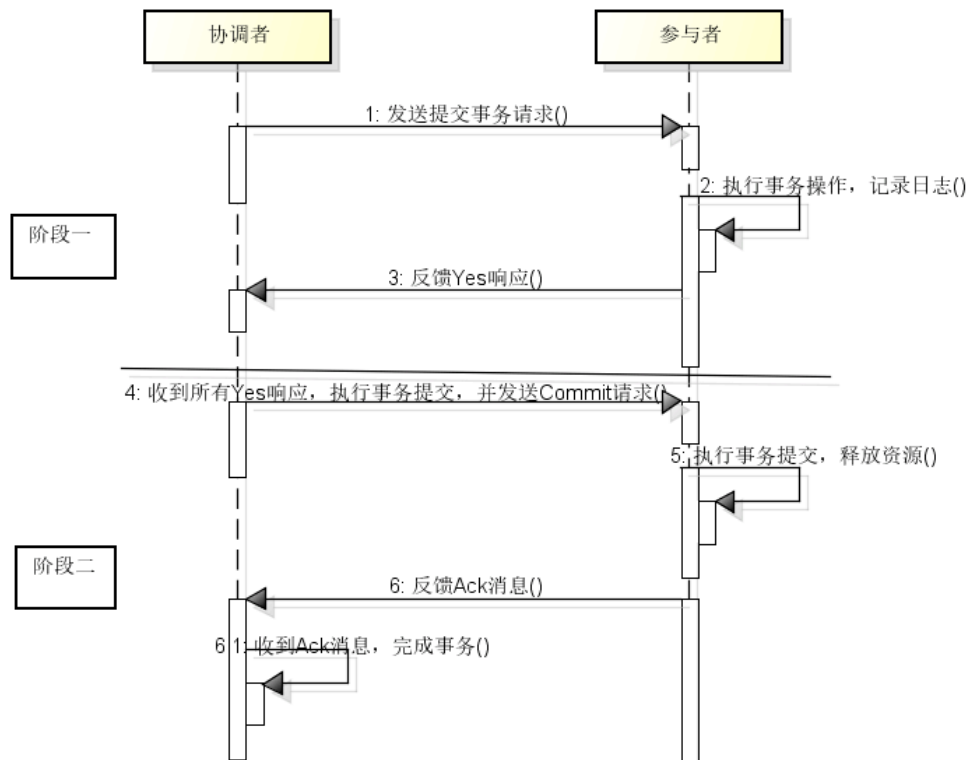 协调者
参与者
1: 发送提交事务请求()
2: 执行事务操作，记录日志()
阶段一
3: 反馈Yes响应()
4: 收到所有Yes响应，执行事务提交，并发送Commit请求()
5: 执行事务提交，释放资源()
阶段二
6: 反馈Ack消息()
6.1: 收到Ack消息，完成事务()